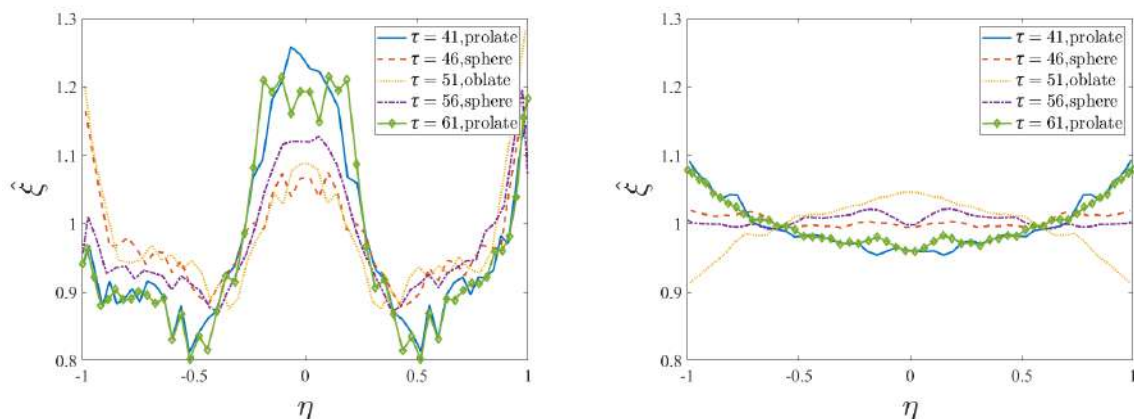 1.3
1.2
1.1
1
0.9
0.8
-1
-0.5
0
0.5
1
ξ̂
η
τ = 41,prolate
τ = 46,sphere
τ = 51,oblate
τ = 56,sphere
τ = 61,prolate
1.3
1.2
1.1
1
0.9
0.8
-1
-0.5
0
0.5
1
ξ̂
η
τ = 41,prolate
τ = 46,sphere
τ = 51,oblate
τ = 56,sphere
τ = 61,prolate